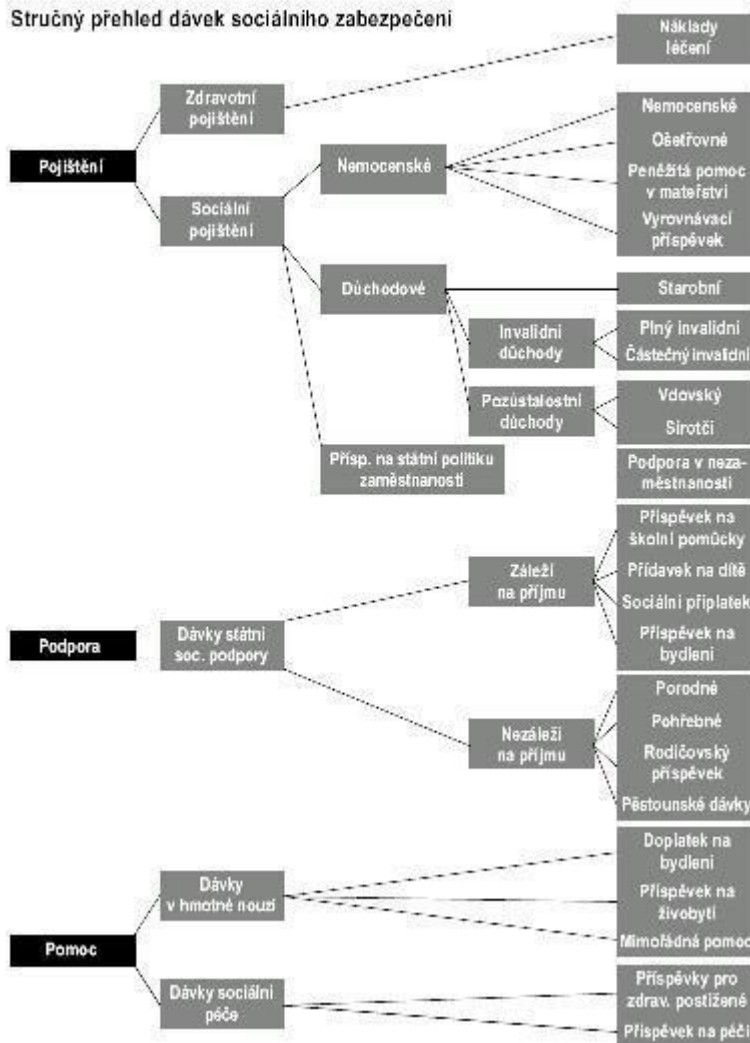 Stručný přehled dávek sociálního zabezpečení
Náklady
léčení
Zdravotní
pojištění
Pojištění
Sociální
pojištění
Nemocenské
Nemocenské
Ošetřovné
Peněžitá pomoc
v mateřství
Vyrovnávací
příspěvek
Důchodové
Starobní
Invalidní
důchody
Plný invalidní
Částečný invalidní
Pozůstalostní
důchody
Vdovský
Sirotčí
Přísp. na státní politiku
zaměstnanosti
Podpora v neza-
městnanosti
Podpora
Dávky státní
soc. podpory
Záleží
na příjmu
Příspěvek na
školní pomůcky
Přídavek na dítě
Sociální příplatek
Příspěvek na
bydlení
Nezáleží
na příjmu
Porodné
Pohřebné
Rodičovský
příspěvek
Pěstounské dávky
Pomoc
Dávky
v hmotné nouzi
Doplatek na
bydlení
Příspěvek na
živobytí
Mimořádná pomoc
Dávky sociální
péče
Příspěvky pro
zdrav. postižené
Příspěvek na péči